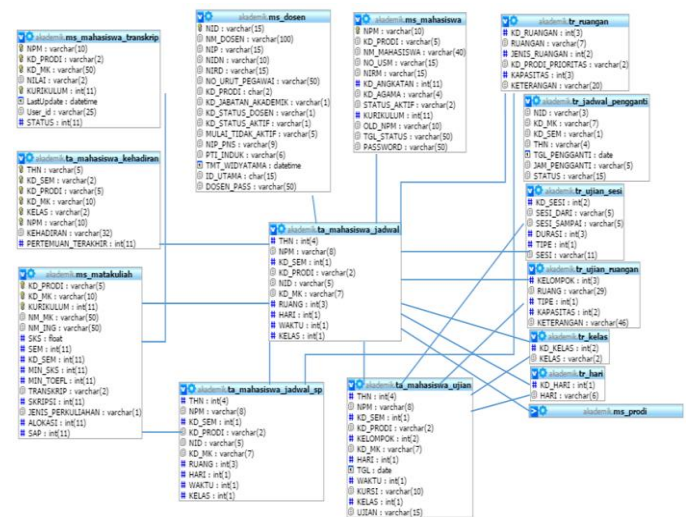 akademik.ms_mahasiswa_transkrip
NPM : varchar(10)
KD_PRODI : varchar(2)
KD_MK : varchar(50)
NILAI : varchar(2)
KURIKULUM : int(11)
LastUpdate : datetime
User_id : varchar(25)
STATUS : int(11)
akademik.ms_dosen
NID : varchar(15)
NM_DOSEN : varchar(100)
NIP : varchar(15)
NIDN : varchar(10)
NIRD : varchar(15)
NO_URUT_PEGAWAI : varchar(50)
KD_PRODI : char(2)
KD_JABATAN_AKADEMIK : varchar(1)
KD_STATUS_DOSEN : varchar(1)
KD_STATUS_AKTIF : varchar(1)
MULAI_TIDAK_AKTIF : varchar(5)
NIP_PNS : varchar(9)
PTI_INDUK : varchar(6)
TMT_WIDYATAMA : datetime
ID_UTAMA : char(15)
DOSEN_PASS : varchar(50)
akademik.ms_mahasiswa
NPM : varchar(10)
KD_PRODI : varchar(5)
NM_MAHASISWA : varchar(40)
NO_USM : varchar(15)
NIRM : varchar(15)
KD_ANGKATAN : int(11)
KD_AGAMA : varchar(4)
STATUS_AKTIF : varchar(2)
KURIKULUM : int(11)
OLD_NPM : varchar(10)
TGL_STATUS : varchar(50)
PASSWORD : varchar(50)
akademik.tr_ruangan
KD_RUANGAN : int(3)
RUANGAN : varchar(7)
JENIS_RUANGAN : int(2)
KD_PRODI_PRIORITAS : varchar(2)
KAPASITAS : int(3)
KETERANGAN : varchar(20)
akademik.tr_jadwal_pengganti
NID : varchar(3)
KD_MK : varchar(7)
KD_SEM : varchar(1)
THN : varchar(4)
TGL_PENGGANTI : date
JAM_PENGGANTI : varchar(5)
STATUS : varchar(15)
akademik.ta_mahasiswa_kehadiran
THN : varchar(5)
KD_SEM : varchar(2)
KD_PRODI : varchar(5)
KD_MK : varchar(10)
KELAS : varchar(2)
NPM : varchar(10)
KEHADIRAN : varchar(32)
PERTEMUAN_TERAKHIR : int(11)
akademik.tr_ujian_sesi
KD_SESI : int(2)
SESI_DARI : varchar(5)
SESI_SAMPAI : varchar(5)
DURASI : int(3)
TIPE : int(1)
SESI : varchar(11)
akademik.ta_mahasiswa_jadwal
THN : int(4)
NPM : varchar(8)
KD_SEM : int(1)
KD_PRODI : varchar(2)
NID : varchar(5)
KD_MK : varchar(7)
RUANG : int(3)
HARI : int(1)
WAKTU : int(1)
KELAS : int(1)
akademik.tr_ujian_ruangan
KELOMPOK : int(3)
RUANG : varchar(29)
TIPE : int(1)
KAPASITAS : int(2)
KETERANGAN : varchar(46)
akademik.ms_matakuliah
KD_PRODI : varchar(5)
KD_MK : varchar(10)
KURIKULUM : int(11)
NM_MK : varchar(50)
NM_ING : varchar(50)
SKS : float
SEM : int(11)
KD_SEM : int(11)
MIN_SKS : int(11)
MIN_TOEFL : int(11)
TRANSKRIP : varchar(2)
SKRIPSI : int(11)
JENIS_PERKULIAHAN : varchar(1)
ALOKASI : int(11)
SAP : int(11)
akademik.tr_kelas
KD_KELAS : int(2)
KELAS : varchar(2)
akademik.tr_hari
KD_HARI : int(1)
HARI : varchar(6)
akademik.ms_prodi
akademik.ta_mahasiswa_jadwal_sp
THN : int(4)
NPM : varchar(8)
KD_SEM : int(1)
KD_PRODI : varchar(2)
NID : varchar(5)
KD_MK : varchar(7)
RUANG : int(3)
HARI : int(1)
WAKTU : int(1)
KELAS : int(1)
akademik.ta_mahasiswa_ujian
THN : int(4)
NPM : varchar(8)
KD_SEM : int(1)
KD_PRODI : varchar(2)
KELOMPOK : int(2)
KD_MK : varchar(7)
HARI : int(1)
TGL : date
WAKTU : int(1)
KURSI : varchar(10)
KELAS : int(1)
UJIAN : varchar(15)